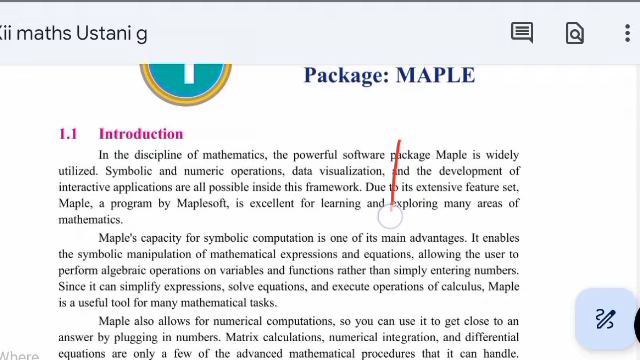 Xii maths Ustani g
Package: MAPLE
1.1 Introduction
In the discipline of mathematics, the powerful software package Maple is widely
utilized. Symbolic and numeric operations, data visualization, and the development of
interactive applications are all possible inside this framework. Due to its extensive feature set,
Maple, a program by Maplesoft, is excellent for learning and exploring many areas of
mathematics.
Maple's capacity for symbolic computation is one of its main advantages. It enables
the symbolic manipulation of mathematical expressions and equations, allowing the user to
perform algebraic operations on variables and functions rather than simply entering numbers.
Since it can simplify expressions, solve equations, and execute operations of calculus, Maple
is a useful tool for many mathematical tasks.
Maple also allows for numerical computations, so you can use it to get close to an
answer by plugging in numbers. Matrix calculations, numerical integration, and differential
Where
equations are only a few of the advanced mathematical procedures that it can handle.